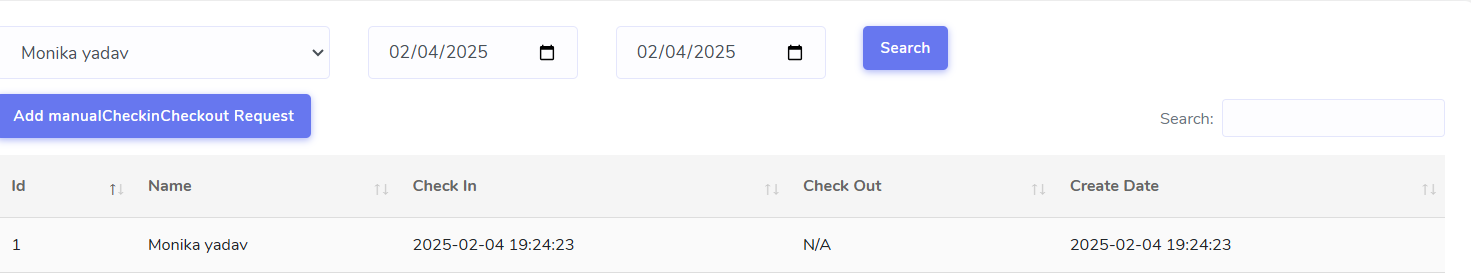 Monika yadav 02/04/2025 02/04/2025 Search
Add manualCheckinCheckout Request Search:
Id Name Check In Check Out Create Date
1 Monika yadav 2025-02-04 19:24:23 N/A 2025-02-04 19:24:23